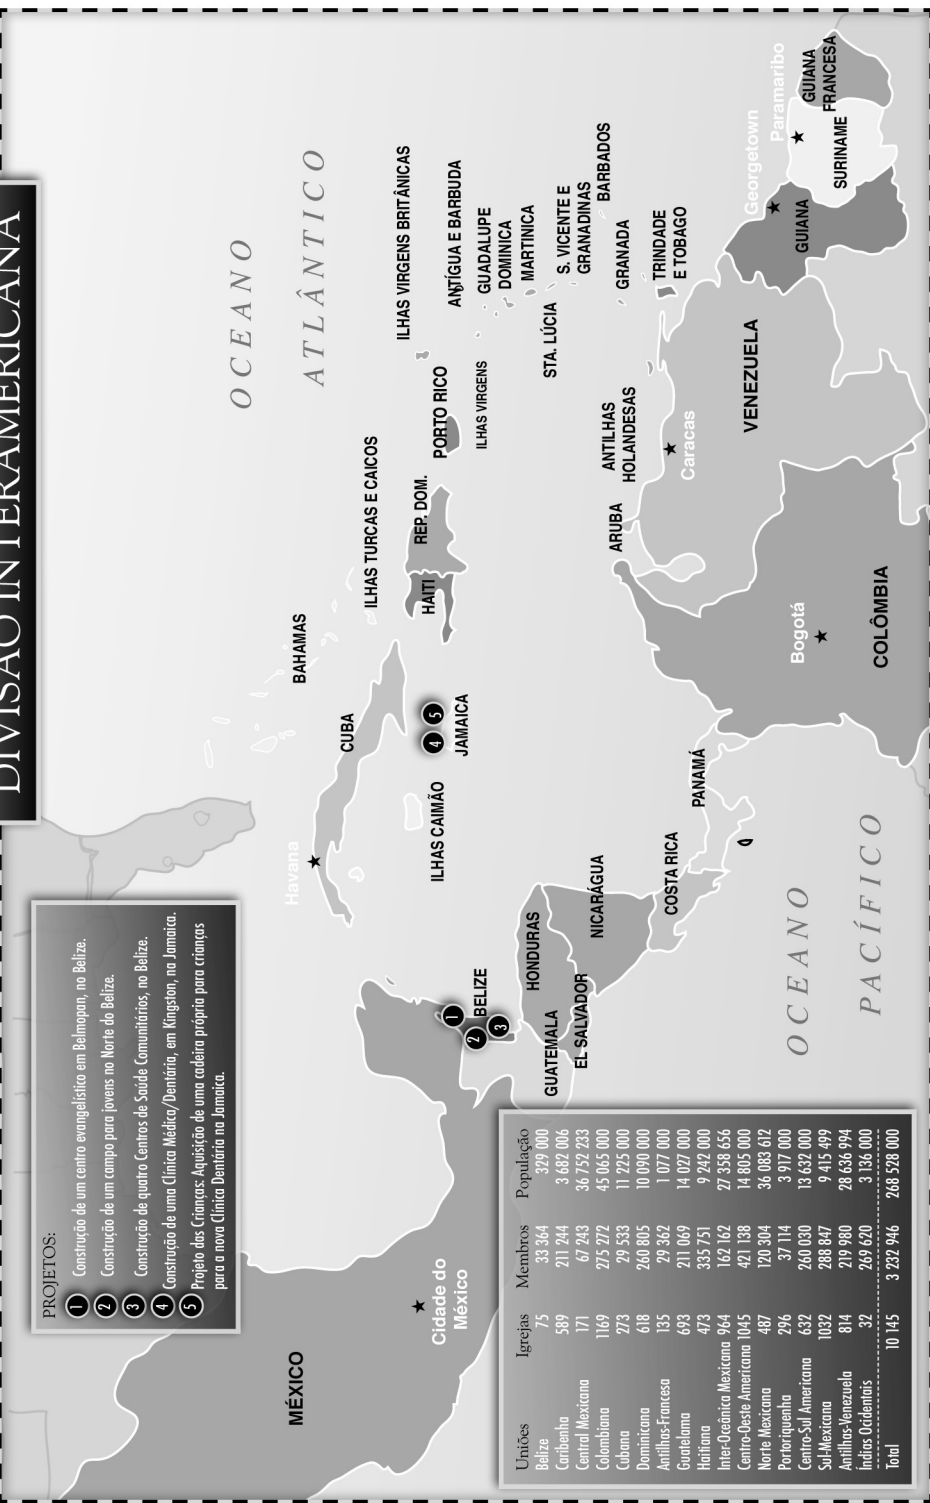 DIVISÃO INTERAMERICANA
PROJETOS:
1 Construção de um centro evangelístico em Belmopan, no Belize.
2 Construção de um campo para jovens no Norte do Belize.
3 Construção de quatro Centros de Saúde Comunitários, no Belize.
4 Construção de uma Clínica Médica/Dentária, em Kingston, na Jamaica.
5 Projeto das Crianças: Aquisição de uma cadeira própria para crianças
para a nova Clínica Dentária na Jamaica.
OCEANO
ATLÂNTICO
BAHAMAS
Havana
CUBA
ILHAS TURCAS E CAICOS
ILHAS VIRGENS BRITÂNICAS
ILHAS CAIMÃO
4
5
JAMAICA
HAITI
REP. DOM.
PORTO RICO
ILHAS VIRGENS
ANTÍGUA E BARBUDA
GUADALUPE
DOMINICA
MARTINICA
STA. LÚCIA
S. VICENTE E
GRANADINAS
BARBADOS
GRANADA
TRINDADE
E TOBAGO
ANTILHAS
HOLANDESAS
ARUBA
MÉXICO
Cidade do
México
1
2
3
BELIZE
GUATEMALA
HONDURAS
EL SALVADOR
NICARÁGUA
COSTA RICA
PANAMÁ
Caracas
VENEZUELA
Bogotá
COLÔMBIA
Georgetown
GUIANA
Paramaribo
SURINAME
GUIANA
FRANCESA
OCEANO
PACÍFICO
Uniões Igrejas Membros População
Belize 75 33 364 329 000
Caribenha 589 211 244 3 682 006
Central Mexicana 171 67 243 36 752 233
Colombiana 1169 275 272 45 065 000
Cubana 273 29 533 11 225 000
Dominicana 618 260 805 10 090 000
Antilhas-Francesa 135 29 362 1 077 000
Guatelama 693 211 069 14 027 000
Haitiana 473 335 751 9 242 000
Inter-Oceânica Mexicana 964 162 162 27 358 656
Centro-Oeste Americana 1045 421 138 14 805 000
Norte Mexicana 487 120 304 36 083 612
Portoriquenha 296 37 114 3 917 000
Centro-Sul Americana 632 260 030 13 632 000
Sul-Mexicana 1032 288 847 9 415 499
Antilhas-Venezuela 814 219 980 28 636 994
Índias Ocidentais 32 269 620 3 136 000
Total 10 145 3 232 946 268 528 000